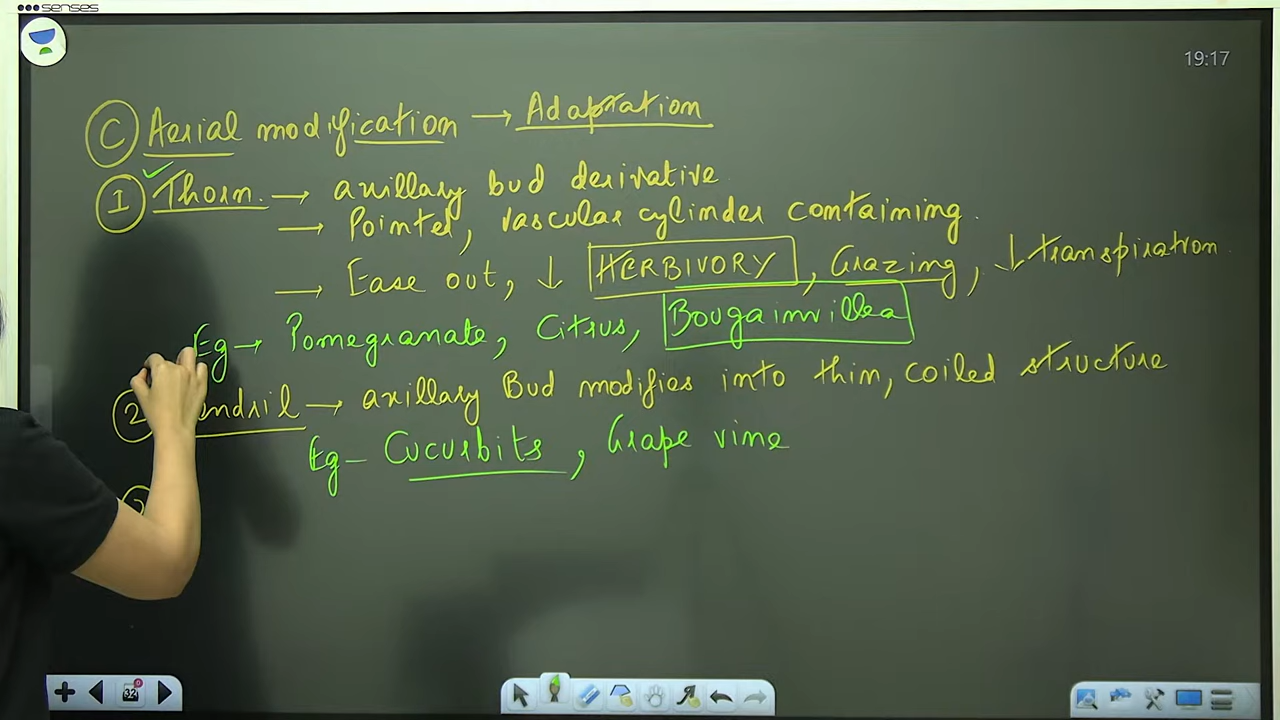 senses
19:17
C Aerial modification → Adaptation
1 Thorn. → axillary bud derivative
→ Pointed, vascular cylinder containing.
→ Ease out, ↓ HERBIVORY, Grazing, ↓ transpiration.
Eg → Pomegranate, Citrus, Bougainvillea
2 endril → axillary Bud modifies into thin, coiled structure
Eg - Cucurbits, Grape vine
32